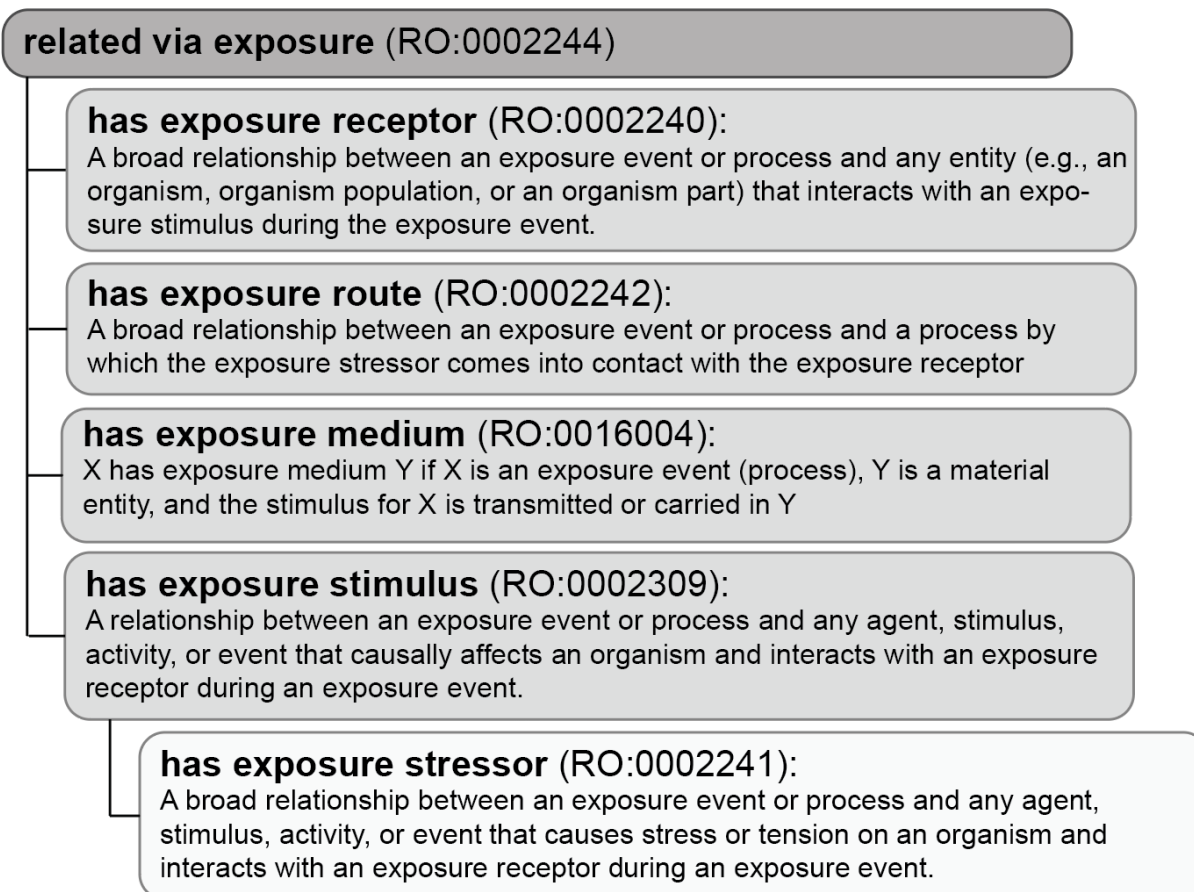 related via exposure (RO:0002244)
has exposure receptor (RO:0002240):
A broad relationship between an exposure event or process and any entity (e.g., an
organism, organism population, or an organism part) that interacts with an expo-
sure stimulus during the exposure event.
has exposure route (RO:0002242):
A broad relationship between an exposure event or process and a process by
which the exposure stressor comes into contact with the exposure receptor
has exposure medium (RO:0016004):
X has exposure medium Y if X is an exposure event (process), Y is a material
entity, and the stimulus for X is transmitted or carried in Y
has exposure stimulus (RO:0002309):
A relationship between an exposure event or process and any agent, stimulus,
activity, or event that causally affects an organism and interacts with an exposure
receptor during an exposure event.
has exposure stressor (RO:0002241):
A broad relationship between an exposure event or process and any agent,
stimulus, activity, or event that causes stress or tension on an organism and
interacts with an exposure receptor during an exposure event.